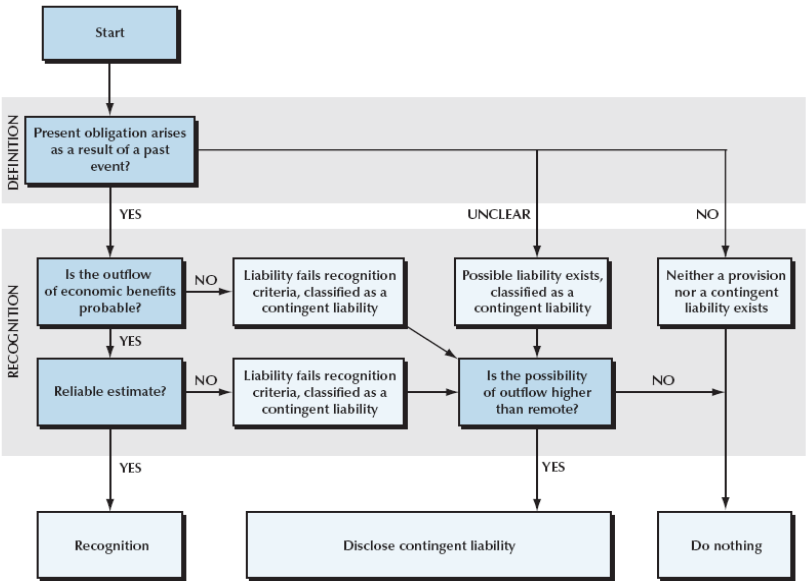 Start
DEFINITION
Present obligation arises
as a result of a past
event?
YES
UNCLEAR
NO
RECOGNITION
Is the outflow
of economic benefits
probable?
NO
Liability fails recognition
criteria, classified as a
contingent liability
Possible liability exists,
classified as a
contingent liability
Neither a provision
nor a contingent
liability exists
YES
Reliable estimate?
NO
Liability fails recognition
criteria, classified as a
contingent liability
Is the possibility
of outflow higher
than remote?
NO
YES
YES
Recognition
Disclose contingent liability
Do nothing